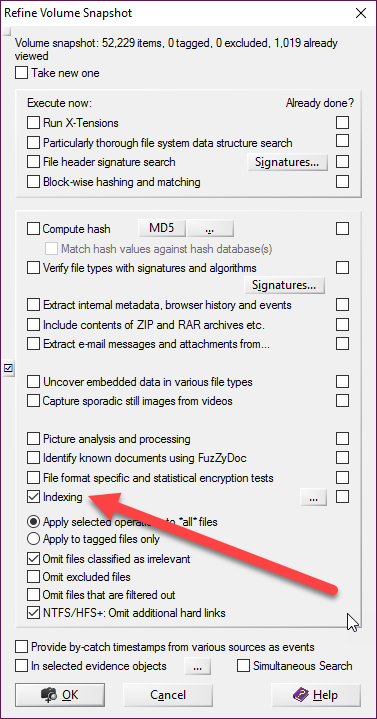 Refine Volume Snapshot
Volume snapshot: 52,229 items, 0 tagged, 0 excluded, 1,019 already
viewed
Take new one
Execute now: Already done?
Run X-Tensions
Particularly thorough file system data structure search
File header signature search Signatures...
Block-wise hashing and matching
Compute hash MD5 ...
Match hash values against hash database(s)
Verify file types with signatures and algorithms
Signatures...
Extract internal metadata, browser history and events
Include contents of ZIP and RAR archives etc.
Extract e-mail messages and attachments from...
Uncover embedded data in various file types
Capture sporadic still images from videos
Picture analysis and processing
Identify known documents using FuzZyDoc
File format specific and statistical encryption tests
Indexing ...
Apply selected operations to *all* files
Apply to tagged files only
Omit files classified as irrelevant
Omit excluded files
Omit files that are filtered out
NTFS/HFS+: Omit additional hard links
Provide by-catch timestamps from various sources as events
In selected evidence objects ... Simultaneous Search
OK Cancel Help